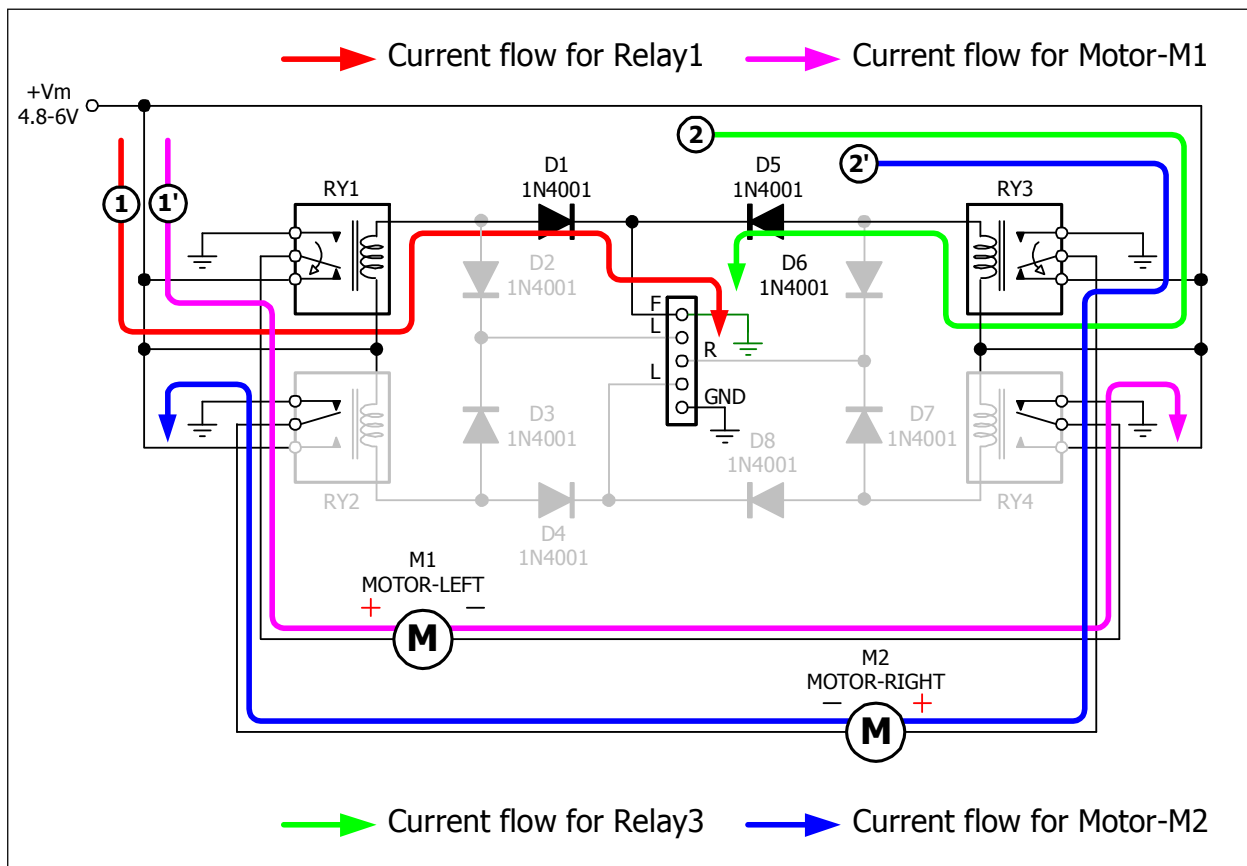 Current flow for Relay1
Current flow for Motor-M1
+Vm
4.8-6V
1
1'
2
2'
RY1
D1
1N4001
D5
1N4001
RY3
D2
1N4001
D6
1N4001
F
L
R
L
GND
D3
1N4001
D7
1N4001
D8
1N4001
RY2
D4
1N4001
RY4
M1
MOTOR-LEFT
+ −
M
M2
MOTOR-RIGHT
− +
M
Current flow for Relay3
Current flow for Motor-M2